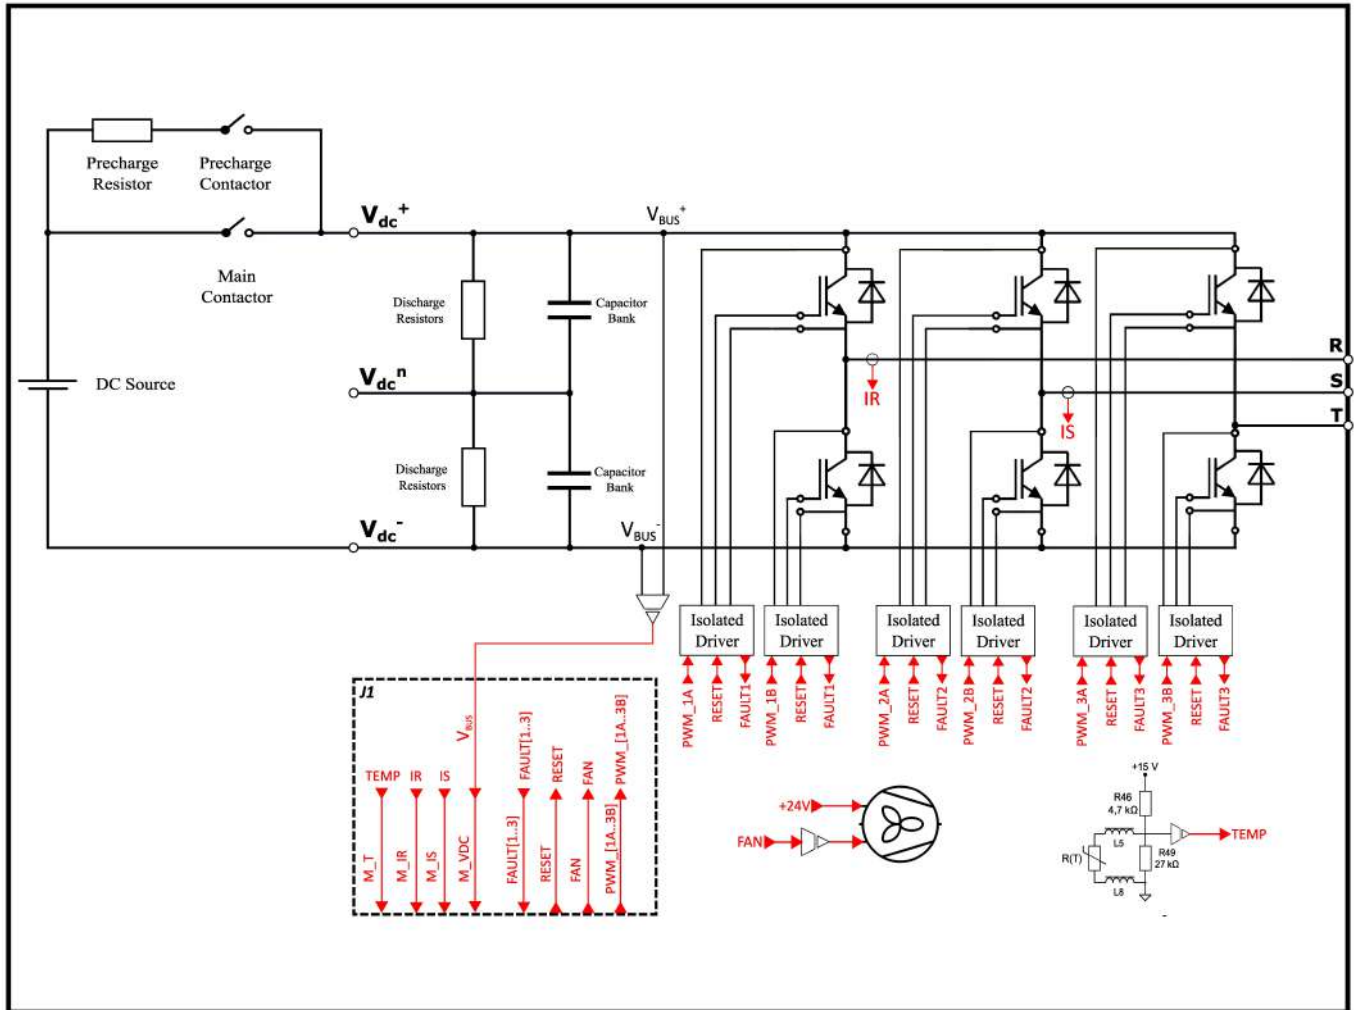 Precharge
Resistor
Precharge
Contactor
Main
Contactor
DC Source
Vdc+
Vdcn
Vdc-
Discharge
Resistors
Capacitor
Bank
Discharge
Resistors
Capacitor
Bank
VBUS+
VBUS-
IR
IS
R
S
T
Isolated
Driver
Isolated
Driver
Isolated
Driver
Isolated
Driver
Isolated
Driver
Isolated
Driver
PWM_1A
RESET
FAULT1
PWM_1B
RESET
FAULT1
PWM_2A
RESET
FAULT2
PWM_2B
RESET
FAULT2
PWM_3A
RESET
FAULT3
PWM_3B
RESET
FAULT3
J1
VBUS
TEMP
IR
IS
FAULT[1..3]
RESET
FAN
PWM_[1A..3B]
M_T
M_IR
M_IS
M_VDC
FAULT[1..3]
RESET
FAN
PWM_[1A..3B]
+24V
FAN
+15 V
R46
4,7 kΩ
L5
R(T)
R49
27 kΩ
L8
TEMP